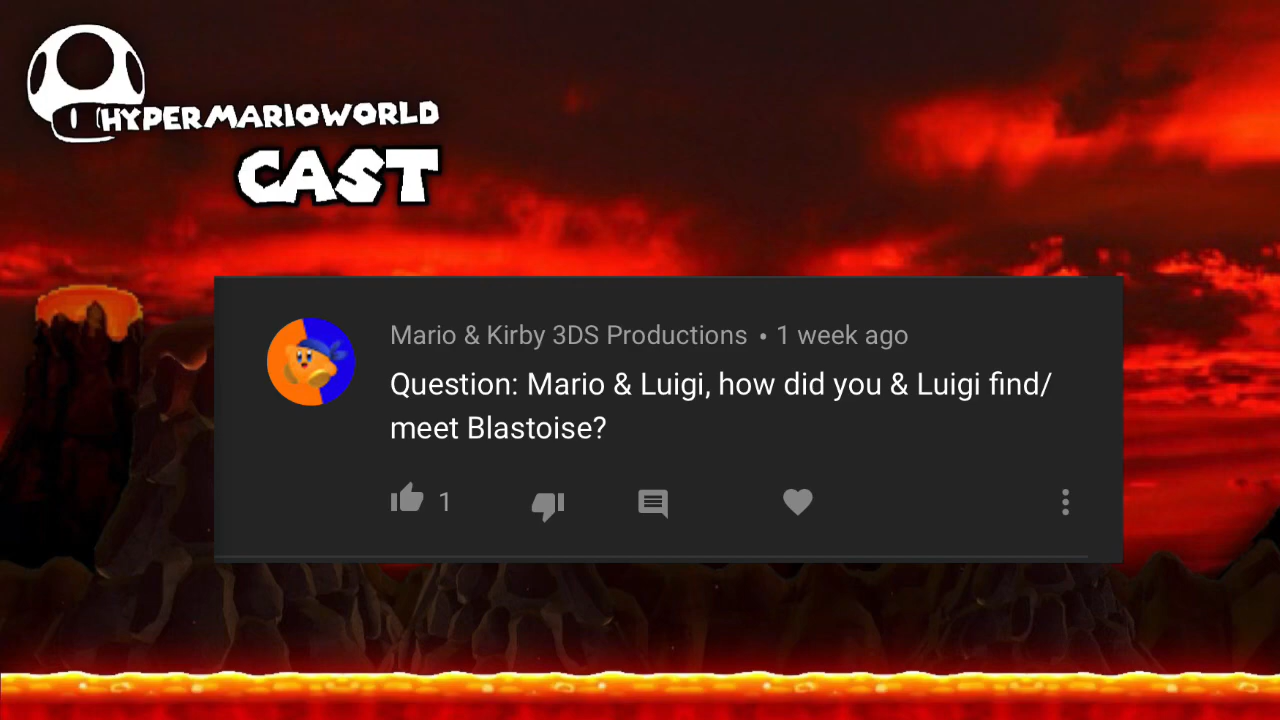 HYPERMARIOWORLD
CAST
Mario & Kirby 3DS Productions • 1 week ago
Question: Mario & Luigi, how did you & Luigi find/
meet Blastoise?
1